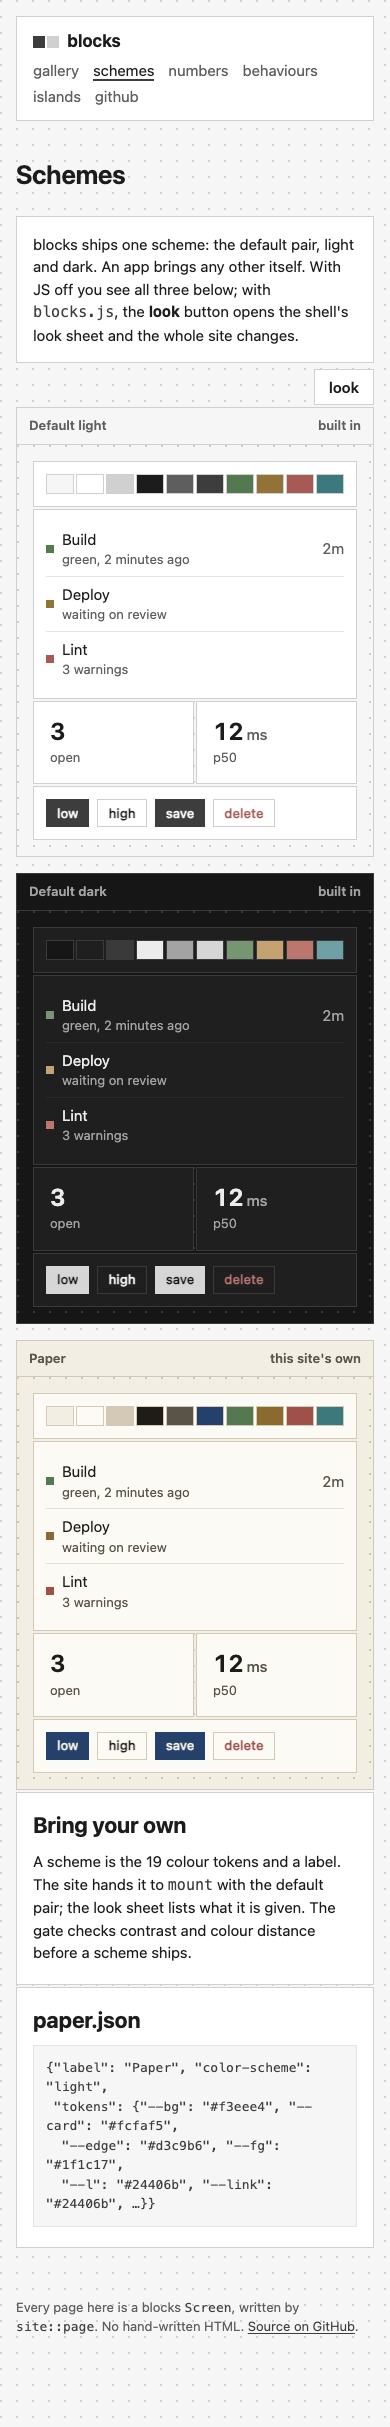 blocks
gallery schemes numbers behaviours
islands github
Schemes
blocks ships one scheme: the default pair, light
and dark. An app brings any other itself. With
JS off you see all three below; with
blocks.js, the look button opens the shell's
look sheet and the whole site changes.
look
Default light built in
Build
green, 2 minutes ago
2m
Deploy
waiting on review
Lint
3 warnings
3
open
12 ms
p50
low high save delete
Default dark built in
Build
green, 2 minutes ago
2m
Deploy
waiting on review
Lint
3 warnings
3
open
12 ms
p50
low high save delete
Paper this site's own
Build
green, 2 minutes ago
2m
Deploy
waiting on review
Lint
3 warnings
3
open
12 ms
p50
low high save delete
Bring your own
A scheme is the 19 colour tokens and a label.
The site hands it to mount with the default
pair; the look sheet lists what it is given. The
gate checks contrast and colour distance
before a scheme ships.
paper.json
{"label": "Paper", "color-scheme":
"light",
"tokens": {"--bg": "#f3eee4", "--
card": "#fcfaf5",
"--edge": "#d3c9b6", "--fg":
"#1f1c17",
"--l": "#24406b", "--link":
"#24406b", …}}
Every page here is a blocks Screen, written by
site::page. No hand-written HTML. Source on GitHub.